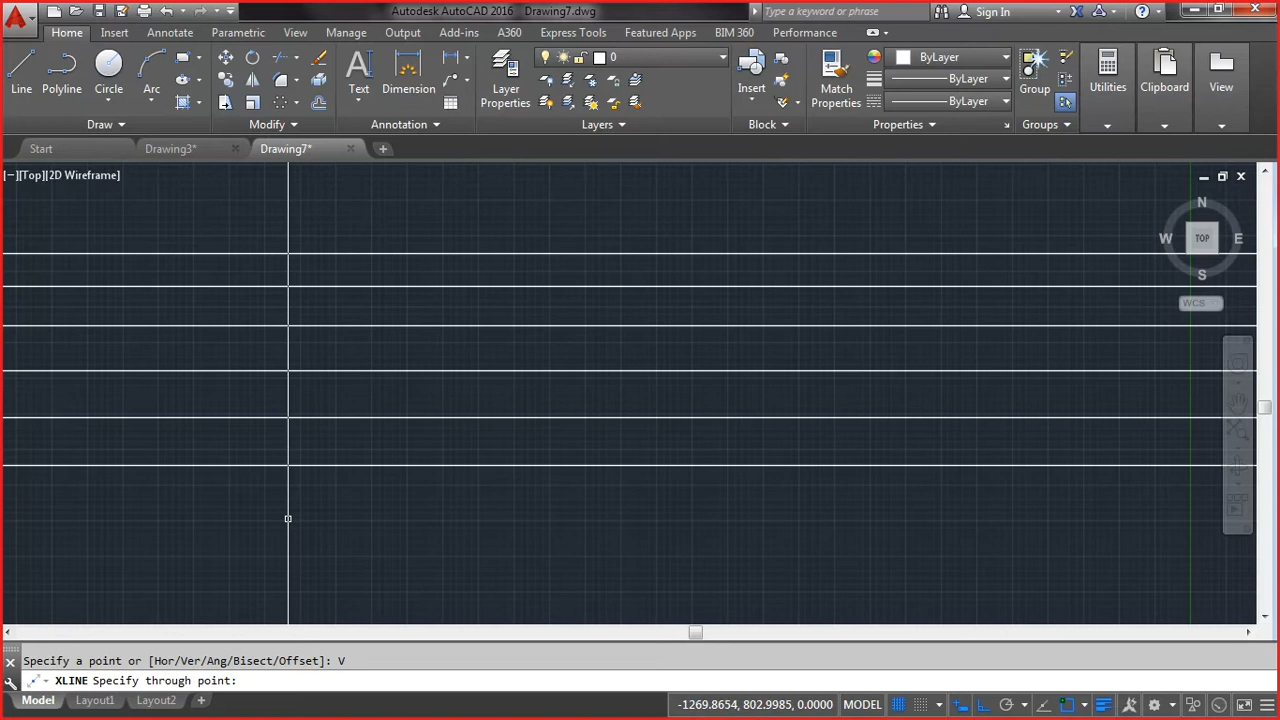 Autodesk AutoCAD 2016 Drawing7.dwg
Type a keyword or phrase
Sign In
Home Insert Annotate Parametric View Manage Output Add-ins A360 Express Tools Featured Apps BIM 360 Performance
0
ByLayer
Line Polyline Circle Arc
Text Dimension
Layer Properties
Insert
Match Properties
ByLayer
ByLayer
Group Utilities Clipboard View
Draw Modify Annotation Layers Block Properties Groups
Start Drawing3* Drawing7*
[−][Top][2D Wireframe]
N
W TOP E
S
WCS
Specify a point or [Hor/Ver/Ang/Bisect/Offset]: V
XLINE Specify through point:
Model Layout1 Layout2 +
-1269.8654, 802.9985, 0.0000 MODEL